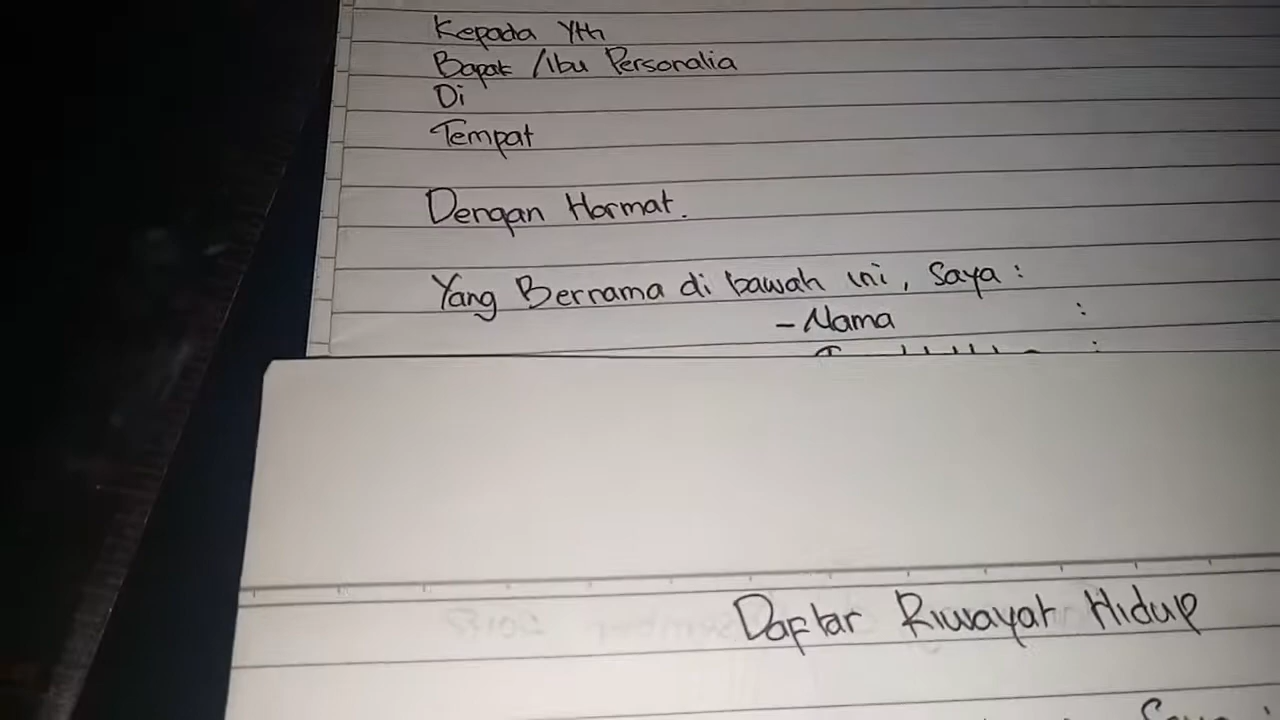 Kepada Yth
Bapak /Ibu Personalia
Di
Tempat
Dengan Hormat.
Yang Bernama di bawah ini, Saya :
- Nama :
:
Daftar Riwayat Hidup
Saya :